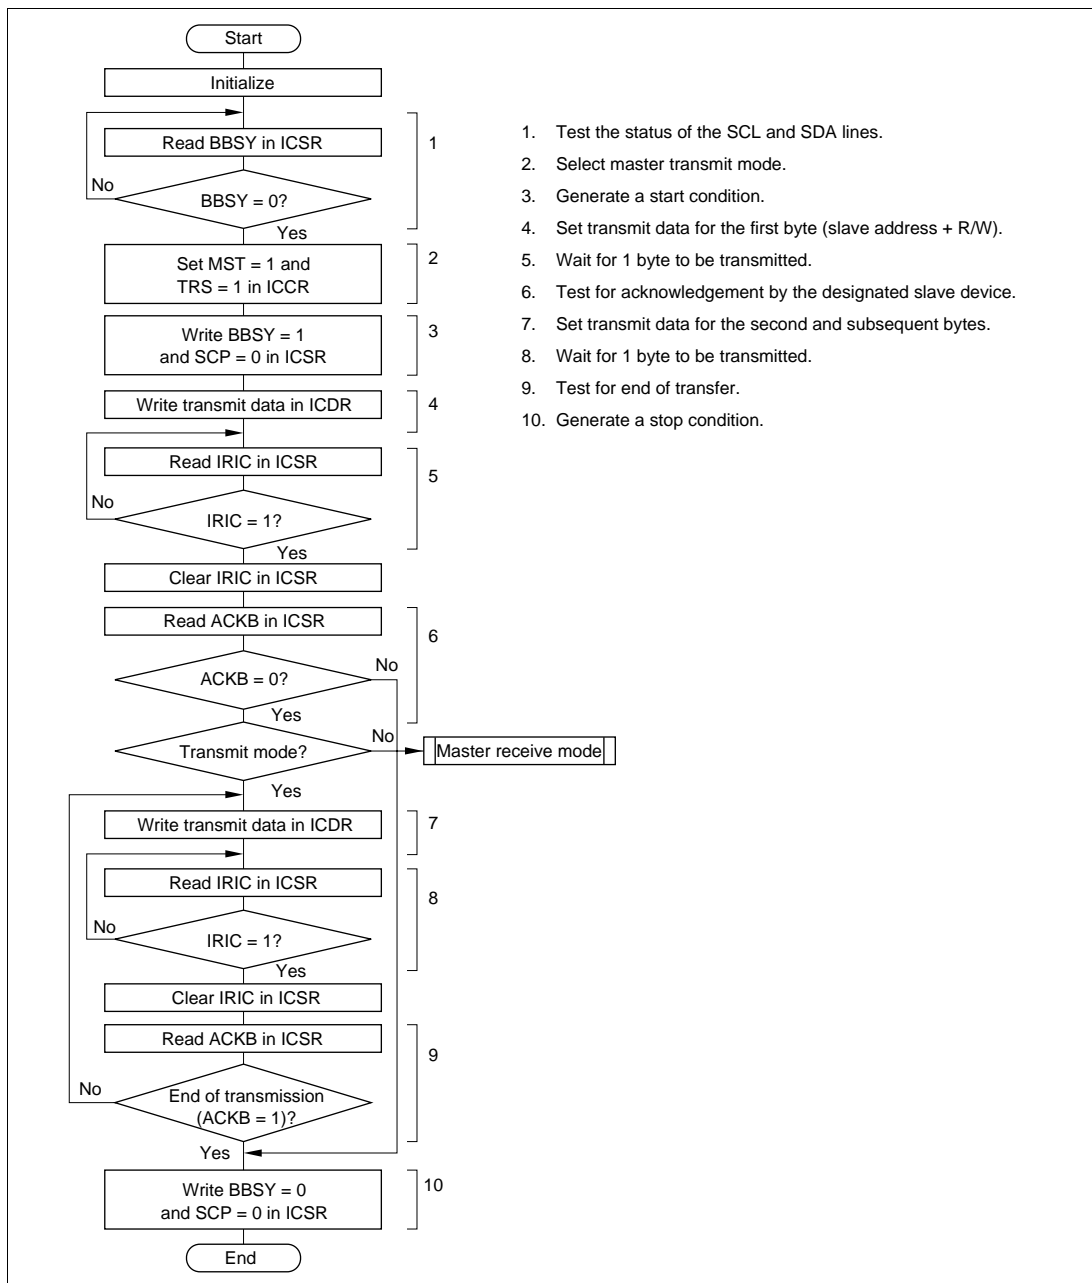 Start
Initialize
Read BBSY in ICSR
1
No
BBSY = 0?
Yes
Set MST = 1 and
TRS = 1 in ICCR
2
Write BBSY = 1
and SCP = 0 in ICSR
3
Write transmit data in ICDR
4
Read IRIC in ICSR
5
No
IRIC = 1?
Yes
Clear IRIC in ICSR
Read ACKB in ICSR
6
No
ACKB = 0?
Yes
No
Transmit mode?
Master receive mode
Yes
Write transmit data in ICDR
7
Read IRIC in ICSR
8
No
IRIC = 1?
Yes
Clear IRIC in ICSR
Read ACKB in ICSR
9
No
End of transmission
(ACKB = 1)?
Yes
Write BBSY = 0
and SCP = 0 in ICSR
10
End
1. Test the status of the SCL and SDA lines.
2. Select master transmit mode.
3. Generate a start condition.
4. Set transmit data for the first byte (slave address + R/W).
5. Wait for 1 byte to be transmitted.
6. Test for acknowledgement by the designated slave device.
7. Set transmit data for the second and subsequent bytes.
8. Wait for 1 byte to be transmitted.
9. Test for end of transfer.
10. Generate a stop condition.